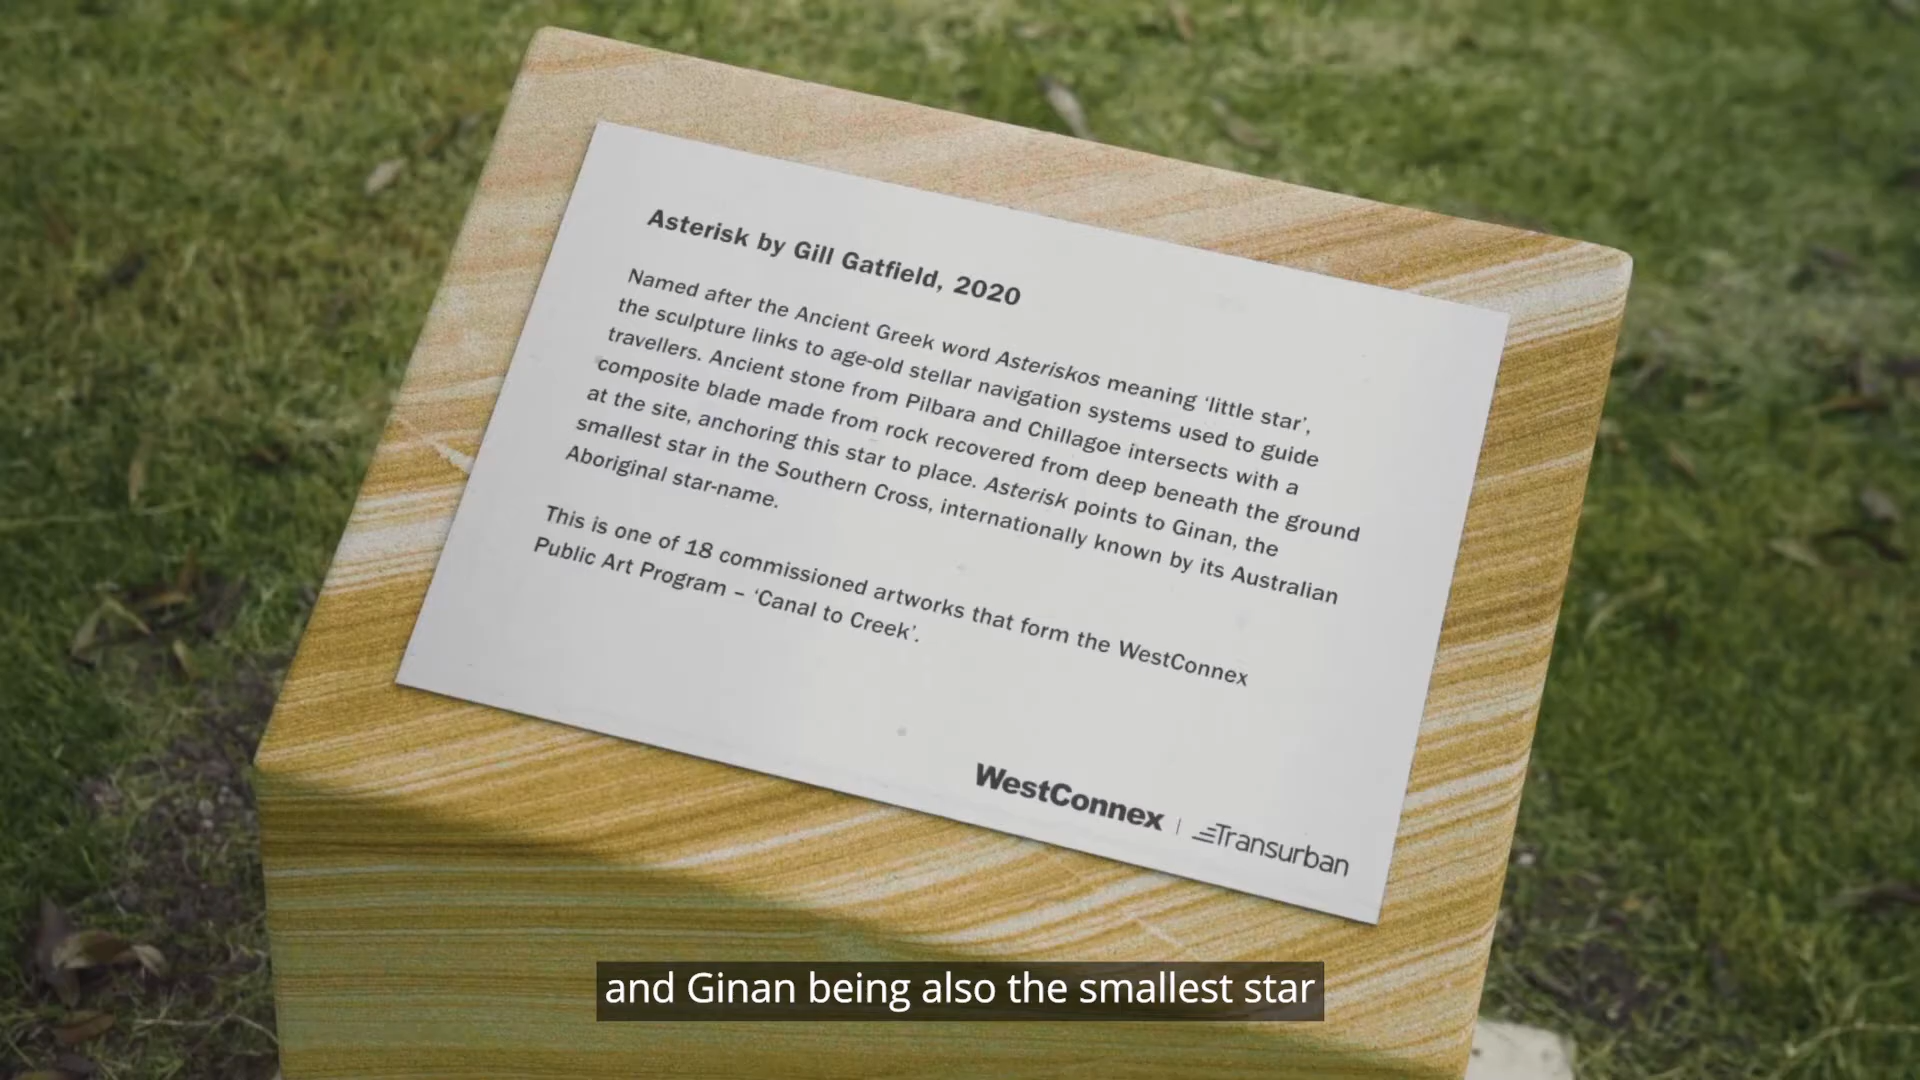 Asterisk by Gill Gatfield, 2020
Named after the Ancient Greek word Asteriskos meaning ‘little star’,
the sculpture links to age-old stellar navigation systems used to guide
travellers. Ancient stone from Pilbara and Chillagoe intersects with a
composite blade made from rock recovered from deep beneath the ground
at the site, anchoring this star to place. Asterisk points to Ginan, the
smallest star in the Southern Cross, internationally known by its Australian
Aboriginal star-name.
This is one of 18 commissioned artworks that form the WestConnex
Public Art Program – ‘Canal to Creek’.
WestConnex | Transurban
and Ginan being also the smallest star